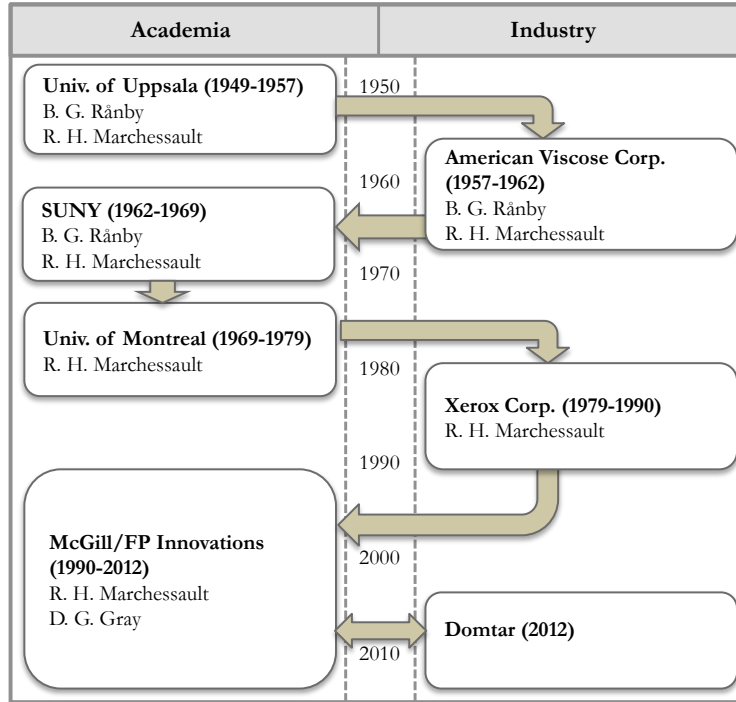 Academia
Industry
Univ. of Uppsala (1949-1957)
B. G. Rånby
R. H. Marchessault
1950
American Viscose Corp.
(1957-1962)
B. G. Rånby
R. H. Marchessault
1960
SUNY (1962-1969)
B. G. Rånby
R. H. Marchessault
1970
Univ. of Montreal (1969-1979)
R. H. Marchessault
1980
Xerox Corp. (1979-1990)
R. H. Marchessault
1990
McGill/FP Innovations
(1990-2012)
R. H. Marchessault
D. G. Gray
2000
Domtar (2012)
2010